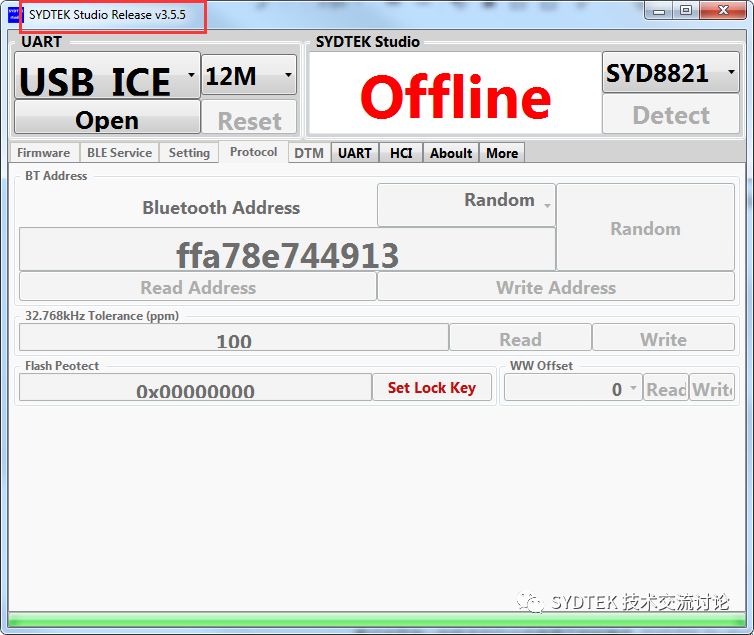 SYDTEK Studio Release v3.5.5
UART
SYDTEK Studio
USB ICE
12M
Offline
SYD8821
Open
Reset
Detect
Firmware
BLE Service
Setting
Protocol
DTM
UART
HCI
Aboult
More
BT Address
Bluetooth Address
Random
Random
ffa78e744913
Read Address
Write Address
32.768kHz Tolerance (ppm)
100
Read
Write
Flash Peotect
WW Offset
0x00000000
Set Lock Key
0
Read
Write
SYDTEK 技术交流讨论